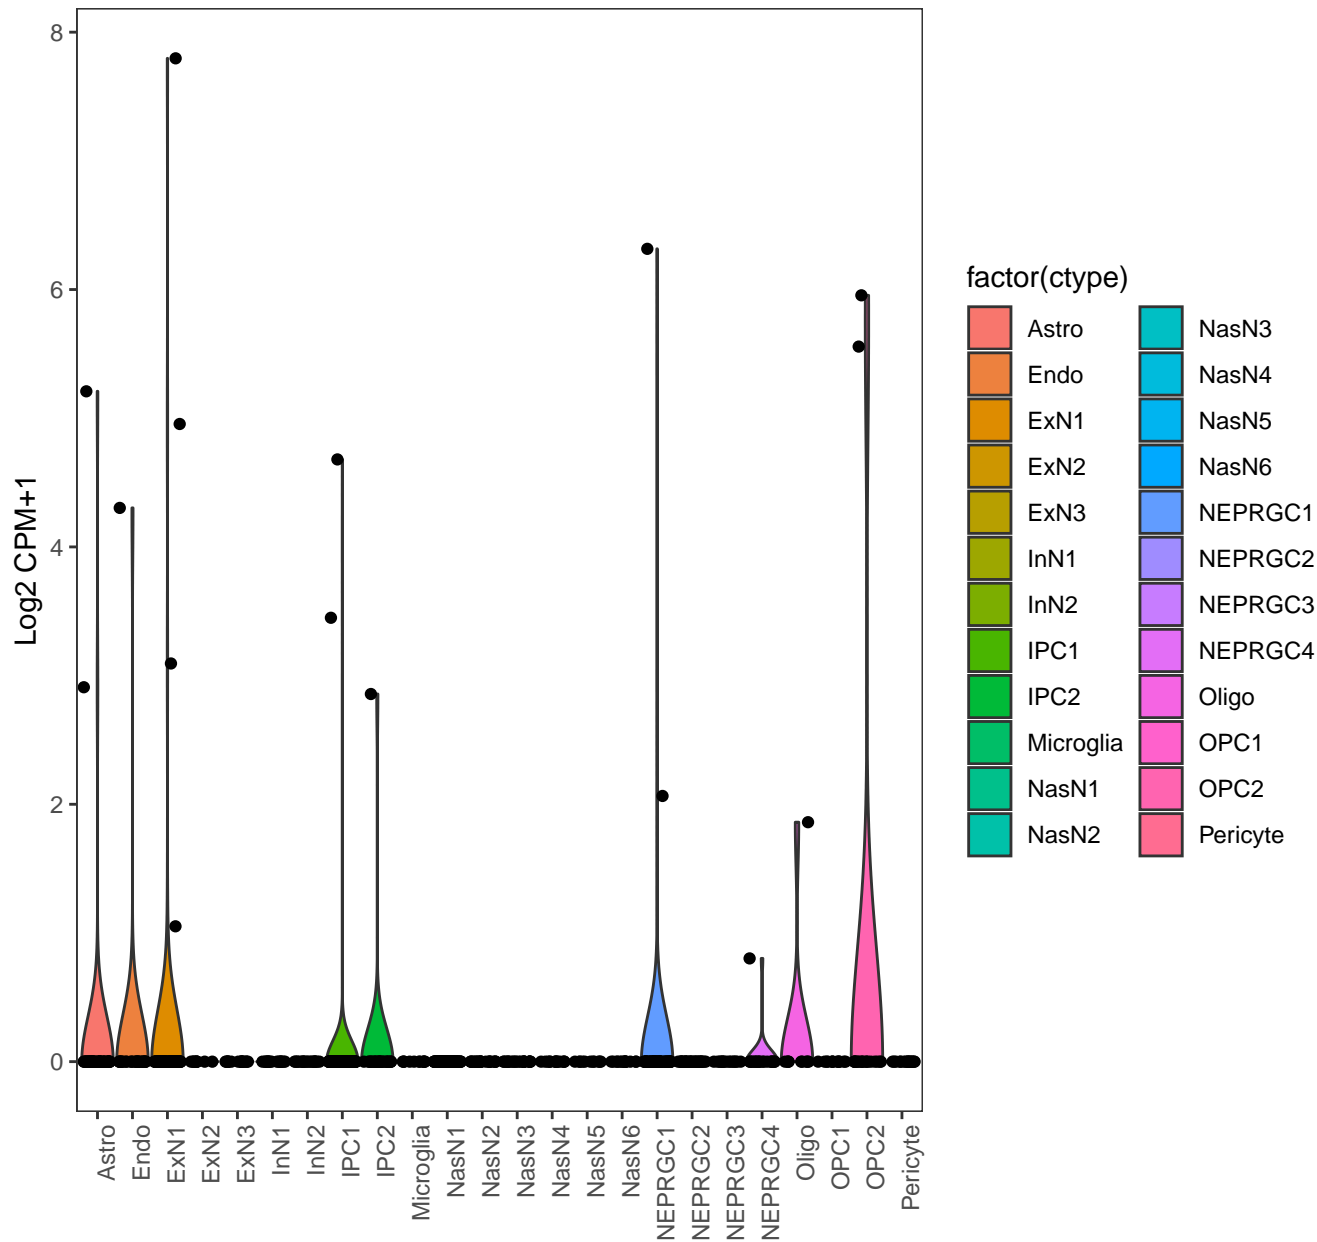 8
6
4
2
0
Log2 CPM+1
Astro
Endo
ExN1
ExN2
ExN3
InN1
InN2
IPC1
IPC2
Microglia
NasN1
NasN2
NasN3
NasN4
NasN5
NasN6
NEPRGC1
NEPRGC2
NEPRGC3
NEPRGC4
Oligo
OPC1
OPC2
Pericyte
factor(ctype)
Astro
Endo
ExN1
ExN2
ExN3
InN1
InN2
IPC1
IPC2
Microglia
NasN1
NasN2
NasN3
NasN4
NasN5
NasN6
NEPRGC1
NEPRGC2
NEPRGC3
NEPRGC4
Oligo
OPC1
OPC2
Pericyte